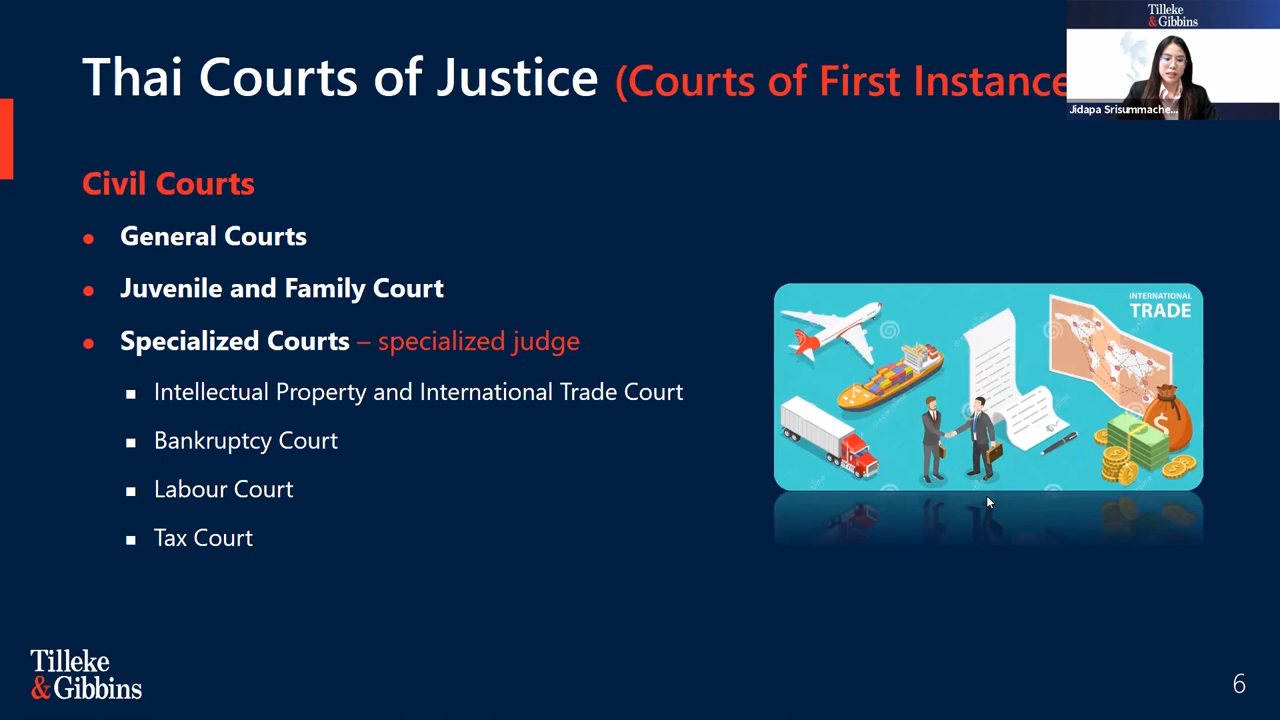 Tilleke
&Gibbins
Thai Courts of Justice (Courts of First Instance
Jidapa Srisummache...
Civil Courts
General Courts
Juvenile and Family Court
Specialized Courts – specialized judge
Intellectual Property and International Trade Court
Bankruptcy Court
Labour Court
Tax Court
INTERNATIONAL
TRADE
Tilleke
&Gibbins
6